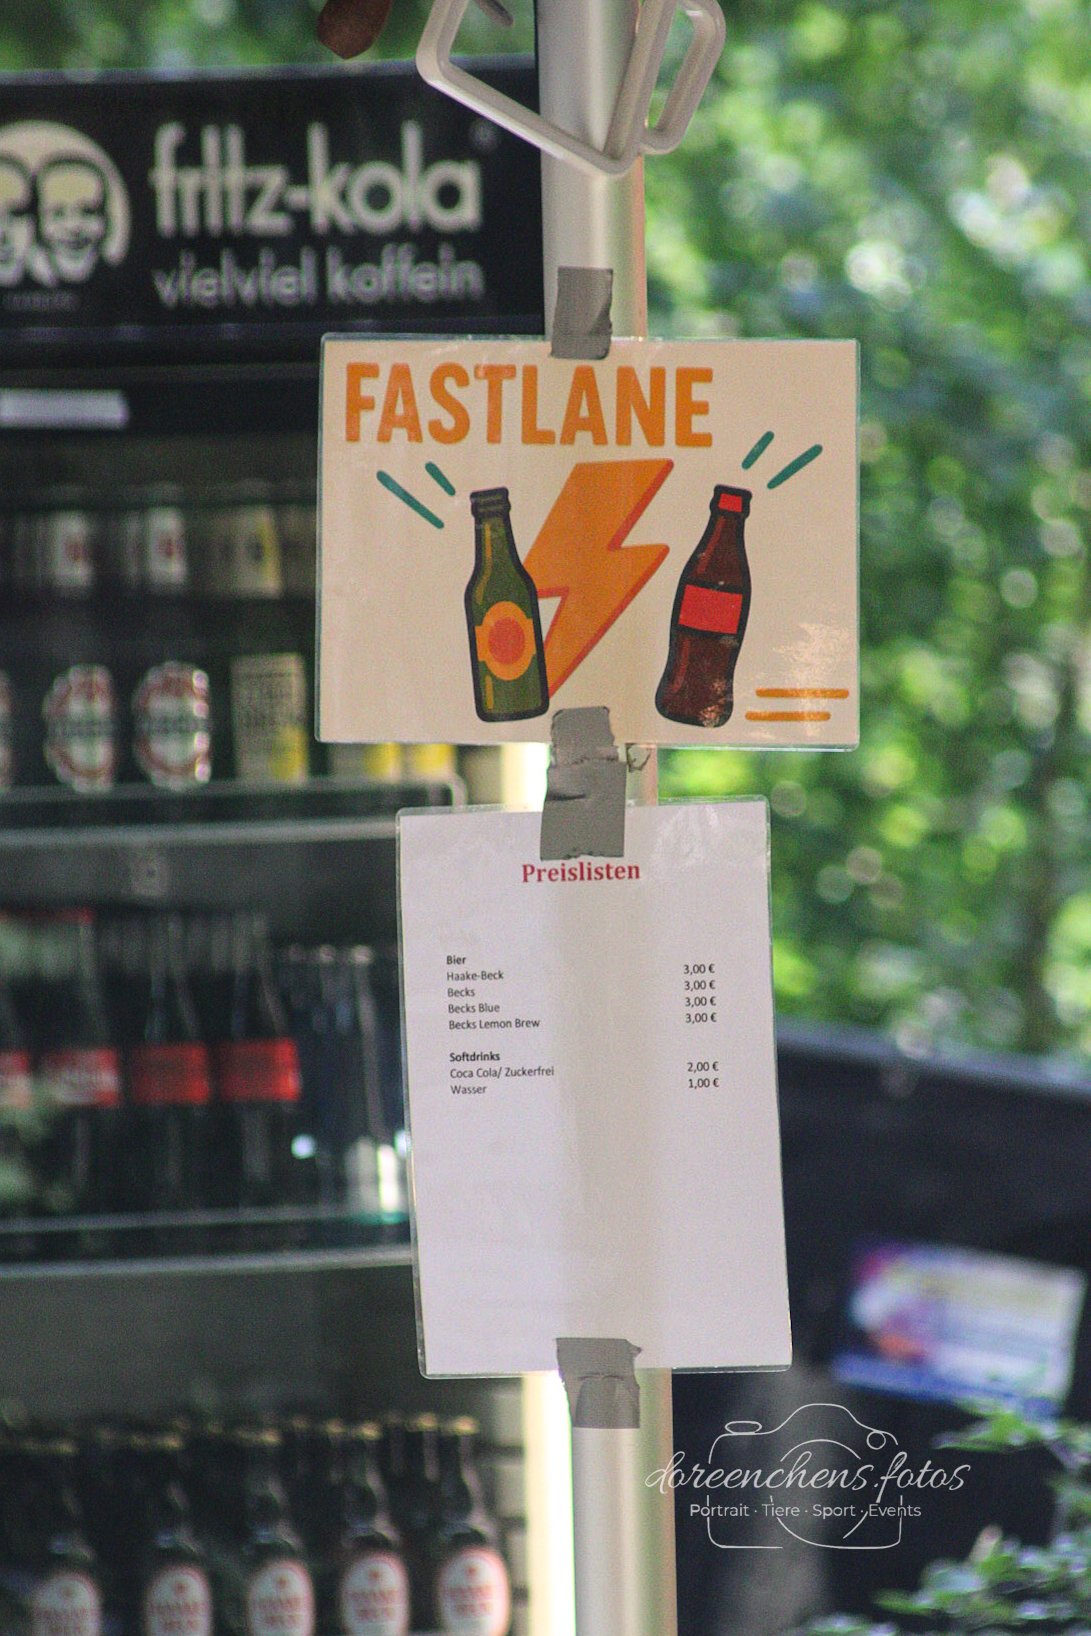 fritz-kola
vielviel koffein
FASTLANE
Preislisten
Bier
Haake-Beck 3,00 €
Becks 3,00 €
Becks Blue 3,00 €
Becks Lemon Brew 3,00 €
Softdrinks
Coca Cola/ Zuckerfrei 2,00 €
Wasser 1,00 €
doreenchens.fotos
Portrait · Tiere · Sport · Events